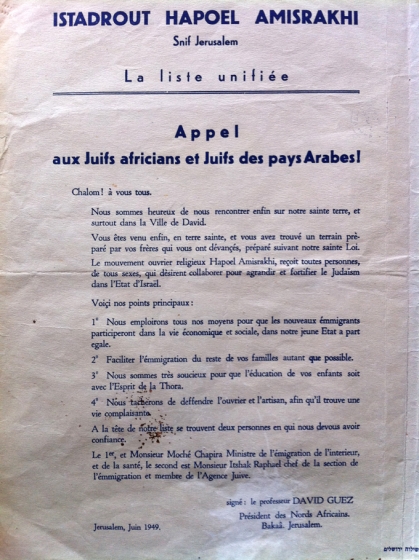 ISTADROUT HAPOEL AMISRAKHI
Snif Jerusalem
La liste unifiée
Appel
aux Juifs africians et Juifs des pays Arabes!
Chalom! à vous tous.
Nous sommes heureux de nous rencontrer enfin sur notre sainte terre, et
surtout dans la Ville de David.
Vous êtes venu enfin, en terre sainte, et vous avez trouvé un terrain pré-
paré par vos frères qui vous ont dévançés, préparé suivant notre sainte Loi.
Le mouvement ouvrier religieux Hapoel Amisrakhi, reçoit toutes personnes,
de tous sexes, qui désirent collaborer pour agrandir et fortifier le Judaïsm
dans l'Etat d'Israël.
Voiçi nos points principaux:
1° Nous emploirons tous nos moyens pour que les nouveaux émmigrants
participeront dans la vie économique et sociale, dans notre jeune Etat a part
egale.
2° Faciliter l'émmigration du reste de vos familles autant que possible.
3° Nous sommes très soucieux pour que l'éducation de vos enfants soit
avec l'Esprit de la Thora.
4° Nous tacherons de deffendre l'ouvrier et l'artisan, afin qu'il trouve une
vie complaisante.
A la tête de notre liste se trouvent deux personnes en qui nous devous avoir
confiance.
Le 1er, et Monsieur Moché Chapira Ministre de l'émigration de l'interieur,
et de la santé, le second est Monsieur Itshak Raphuel chef de la section de
l'émmigration et membre de l'Agence Juive.
signé: le professeur DAVID GUEZ
Président des Nords Africains.
Bakaâ. Jerusalem.
Jerusalem, Juin 1949.